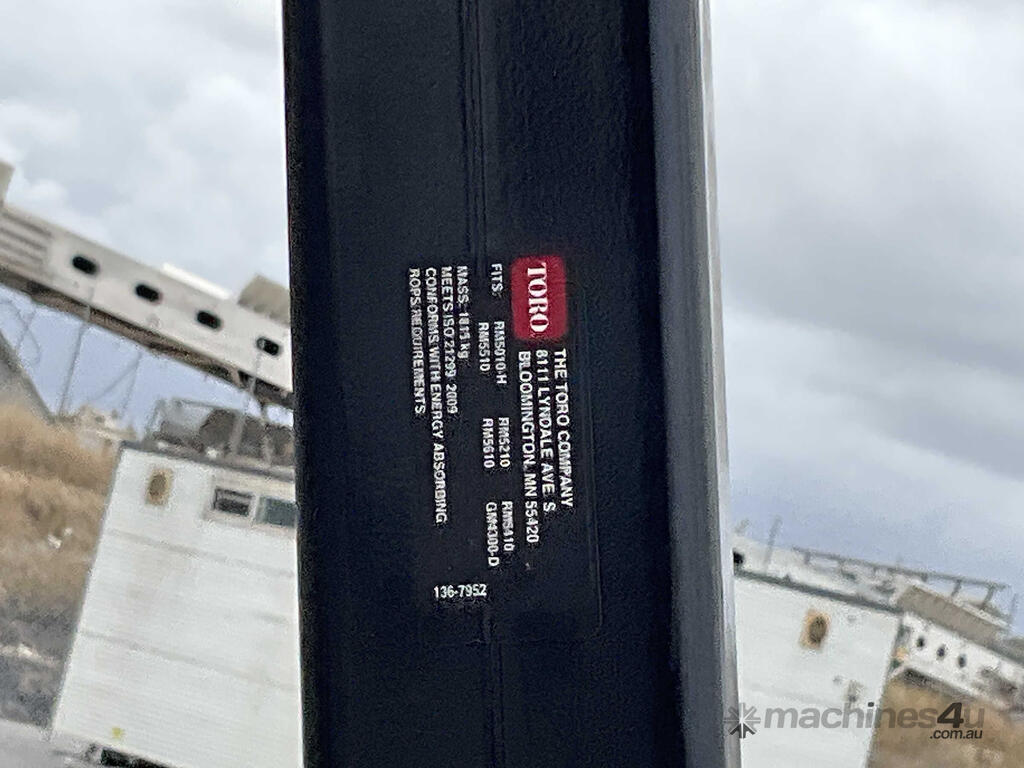 TORO
THE TORO COMPANY
8111 LYNDALE AVE. S.
BLOOMINGTON, MN 55420
FITS: RM5010-H RM5210 RM5410
RM5510 RM5610 GM4300-D
MASS: 1815 kg
MEETS ISO 21299: 2009
CONFORMS WITH ENERGY ABSORBING
ROPS REQUIREMENTS.
136-7952
machines4u
.com.au